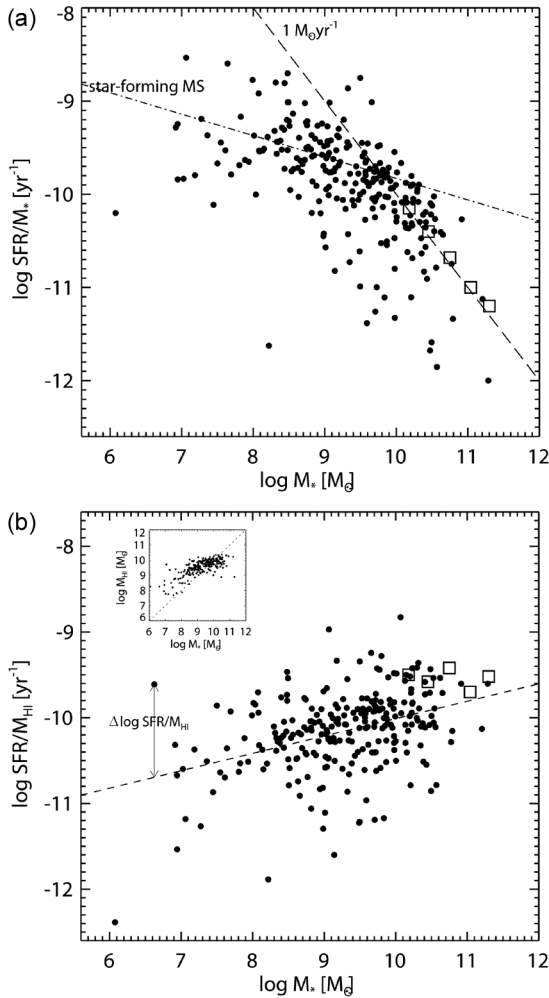 (a)
-8
-9
-10
-11
-12
log SFR/M* [yr-1]
1 M⊙yr-1
star-forming MS
6 7 8 9 10 11 12
log M* [M⊙]
(b)
-8
-9
-10
-11
-12
log SFR/MHI [yr-1]
12
11
10
9
8
7
6
log MHI [M⊙]
6 7 8 9 10 11 12
log M* [M⊙]
Δlog SFR/MHI
6 7 8 9 10 11 12
log M* [M⊙]